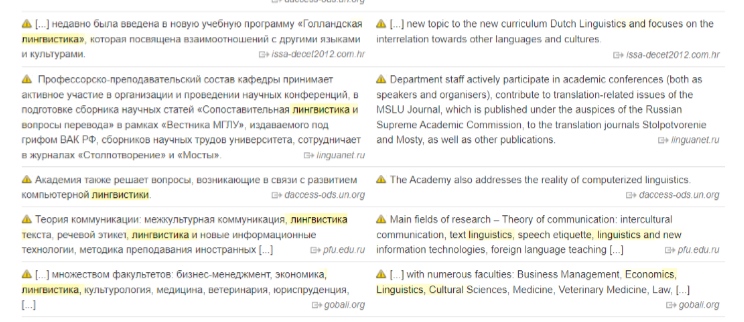 daccess-ods.un.org
daccess-ods.un.org
[...] недавно была введена в новую учебную программу «Голландская
лингвистика», которая посвящена взаимоотношений с другими языками
и культурами.
issa-decet2012.com.hr
[...] new topic to the new curriculum Dutch Linguistics and focuses on the
interrelation towards other languages and cultures.
issa-decet2012.com.hr
Профессорско-преподавательский состав кафедры принимает
активное участие в организации и проведении научных конференций, в
подготовке сборника научных статей «Сопоставительная лингвистика и
вопросы перевода» в рамках «Вестника МГЛУ», издаваемого под
грифом ВАК РФ, сборников научных трудов университета, сотрудничает
в журналах «Столпотворение» и «Мосты».
linguanet.ru
Department staff actively participate in academic conferences (both as
speakers and organisers), contribute to translation-related issues of the
MSLU Journal, which is published under the auspices of the Russian
Supreme Academic Commission, to the translation journals Stolpotvorenie
and Mosty, as well as other publications.
linguanet.ru
Академия также решает вопросы, возникающие в связи с развитием
компьютерной лингвистики.
daccess-ods.un.org
The Academy also addresses the reality of computerized linguistics.
daccess-ods.un.org
Теория коммуникации: межкультурная коммуникация, лингвистика
текста, речевой этикет, лингвистика и новые информационные
технологии, методика преподавания иностранных [...]
pfu.edu.ru
Main fields of research – Theory of communication: intercultural
communication, text linguistics, speech etiquette, linguistics and new
information technologies, foreign language teaching [...]
pfu.edu.ru
[...] множеством факультетов: бизнес-менеджмент, экономика,
лингвистика, культурология, медицина, ветеринария, юриспруденция,
[...]
gobali.org
[...] with numerous faculties: Business Management, Economics,
Linguistics, Cultural Sciences, Medicine, Veterinary Medicine, Law, [...]
gobali.org